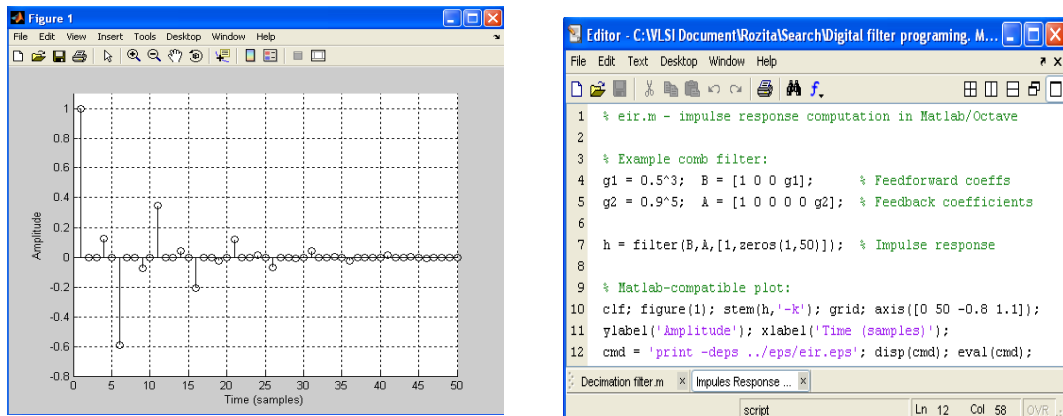 Figure 1
File Edit View Insert Tools Desktop Window Help
1
0.8
0.6
0.4
0.2
0
-0.2
-0.4
-0.6
-0.8
Amplitude
0 5 10 15 20 25 30 35 40 45 50
Time (samples)
Editor - C:\VLSI Document\Rozita\Search\Digital filter programing. M...
File Edit Text Desktop Window Help
1 % eir.m - impulse response computation in Matlab/Octave
2
3 % Example comb filter:
4 g1 = 0.5^3; B = [1 0 0 g1]; % Feedforward coeffs
5 g2 = 0.9^5; A = [1 0 0 0 0 g2]; % Feedback coefficients
6
7 h = filter(B,A,[1,zeros(1,50)]); % Impulse response
8
9 % Matlab-compatible plot:
10 clf; figure(1); stem(h,'-k'); grid; axis([0 50 -0.8 1.1]);
11 ylabel('Amplitude'); xlabel('Time (samples)');
12 cmd = 'print -deps ../eps/eir.eps'; disp(cmd); eval(cmd);
Decimation filter.m x Impules Response ... x
script Ln 12 Col 58 OVR